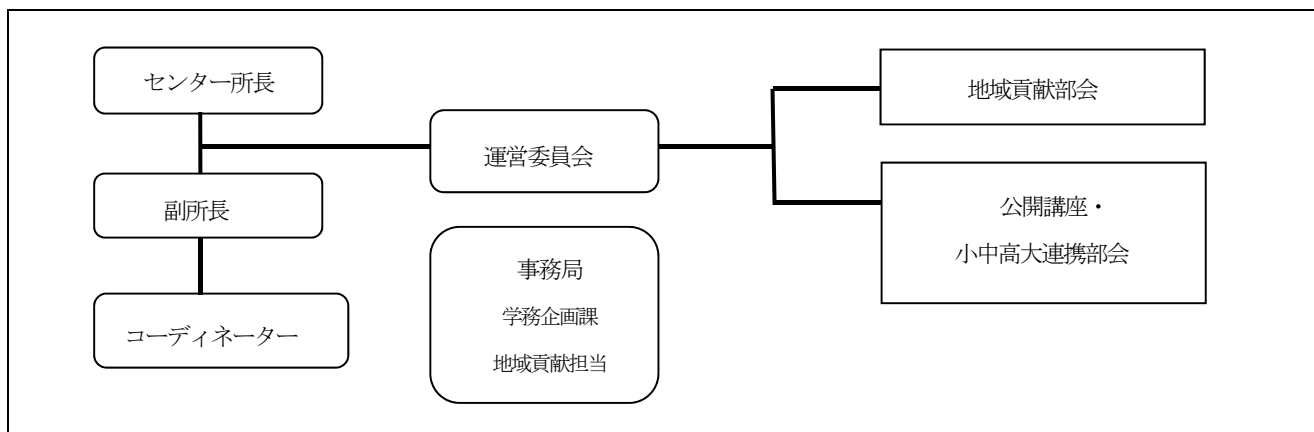 センター所長
副所長
コーディネーター
運営委員会
事務局
学務企画課
地域貢献担当
地域貢献部会
公開講座・
小中高大連携部会